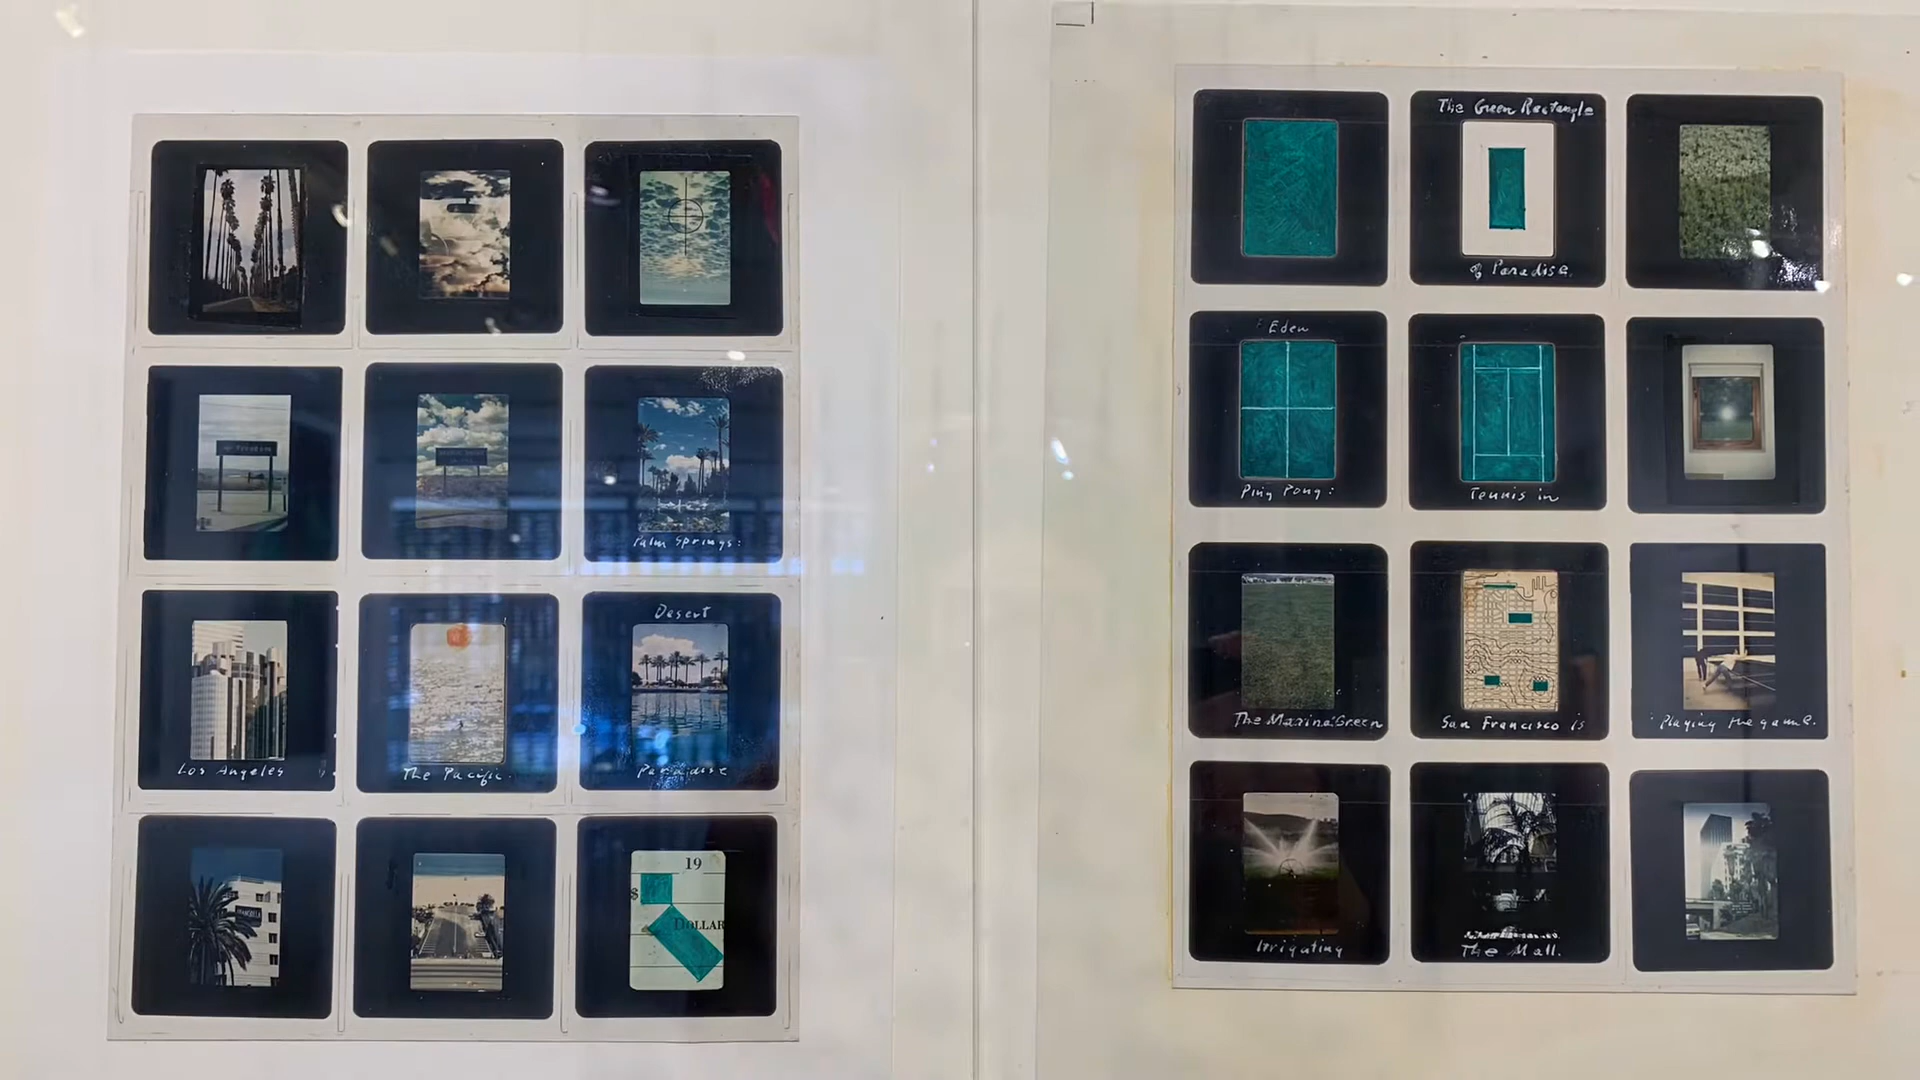 Palm Springs:
Los Angeles
The Pacific.
Desert
Paradise
19
$
DOLLAR
The Green Rectangle
of Paradise.
Eden
Ping Pong:
Tennis in
The Marina Green
San Francisco is
Playing the game.
Irrigating
The Mall.